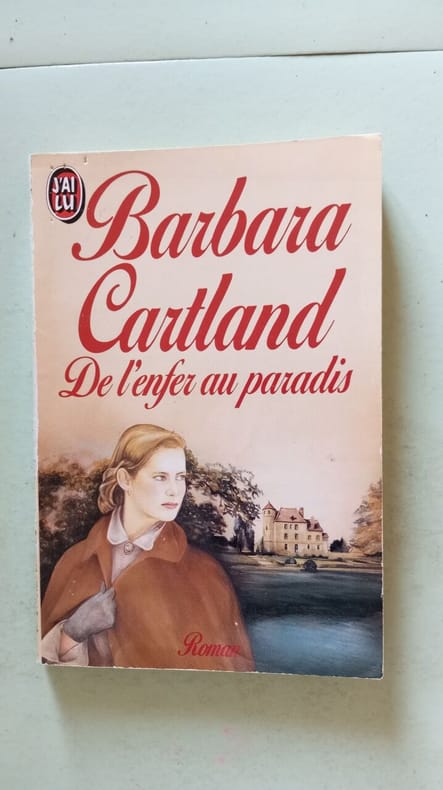 J'AI
LU
Barbara
Cartland
De l'enfer au paradis
Roman